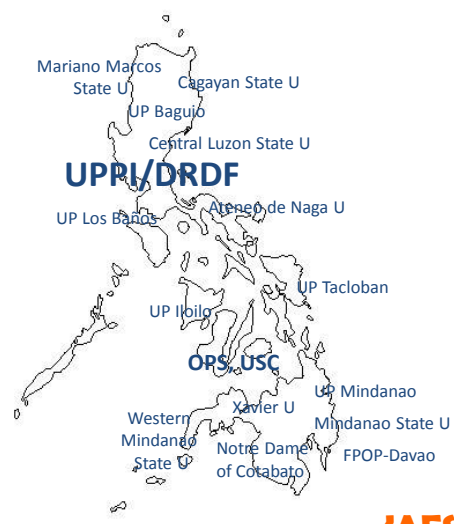 Mariano Marcos
State U
Cagayan State U
UP Baguio
Central Luzon State U
UPPI/DRDF
UP Los Baños
Ateneo de Naga U
UP Tacloban
UP Iloilo
OPS, USC
UP Mindanao
Xavier U
Western
Mindanao
State U
Mindanao State U
Notre Dame
of Cotabato
FPOP-Davao